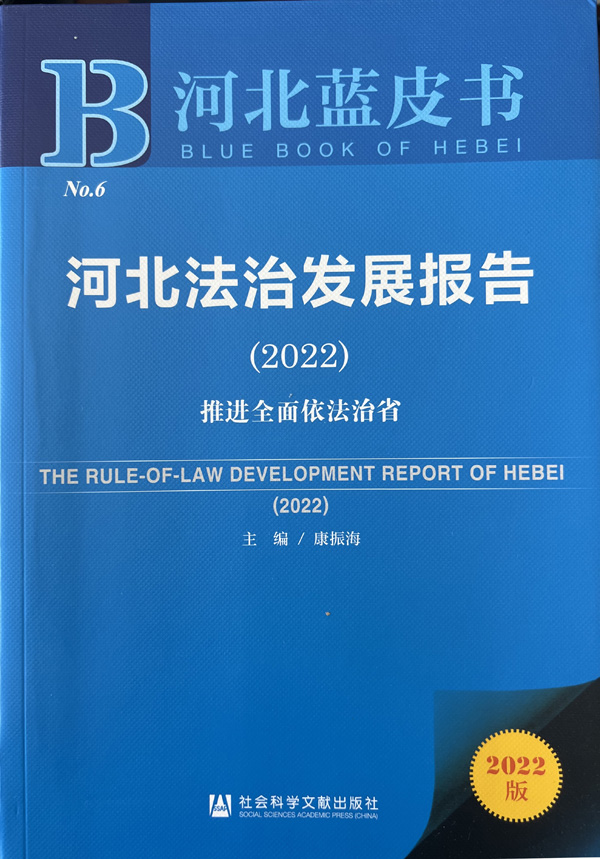 B
河北蓝皮书
BLUE BOOK OF HEBEI
No.6
河北法治发展报告
(2022)
推进全面依法治省
THE RULE-OF-LAW DEVELOPMENT REPORT OF HEBEI
(2022)
主 编 / 康振海
2022
版
SSAP
社会科学文献出版社
SOCIAL SCIENCES ACADEMIC PRESS (CHINA)